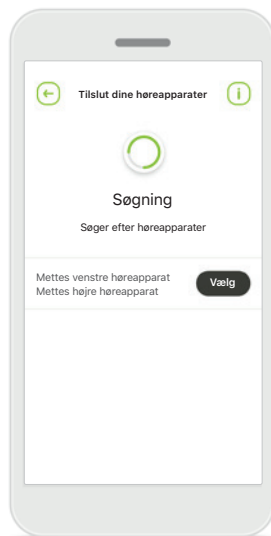 Tilslut dine høreapparater
Søgning
Søger efter høreapparater
Mettes venstre høreapparat
Mettes højre høreapparat
Vælg